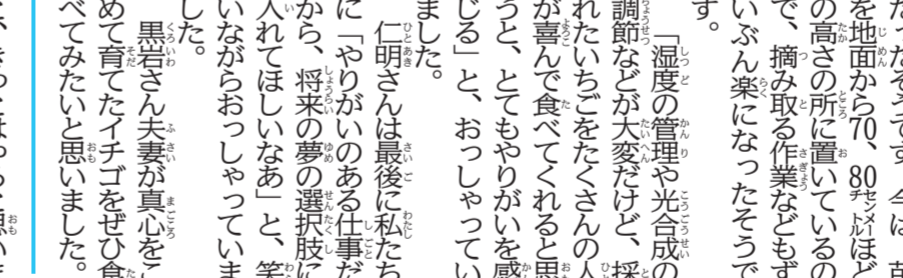 そうです
を地面から70、80センチメートルほど
の高さの所に置いているの
で、摘み取る作業などもず
いぶん楽になったそうで
す。
「湿度の管理や光合成の
調節などが大変だけど、採
れたいちごをたくさんの人
が喜んで食べてくれると思
うと、とてもやりがいを感
じる」と、おっしゃってい
ました。
仁明さんは最後に私たち
に「やりがいのある仕事だ
から、将来の夢の選択肢に
入れてほしいなあ」と、笑
いながらおっしゃっていま
した。
黒岩さん夫妻が真心をこ
めて育てたイチゴをぜひ食
べてみたいと思いました。